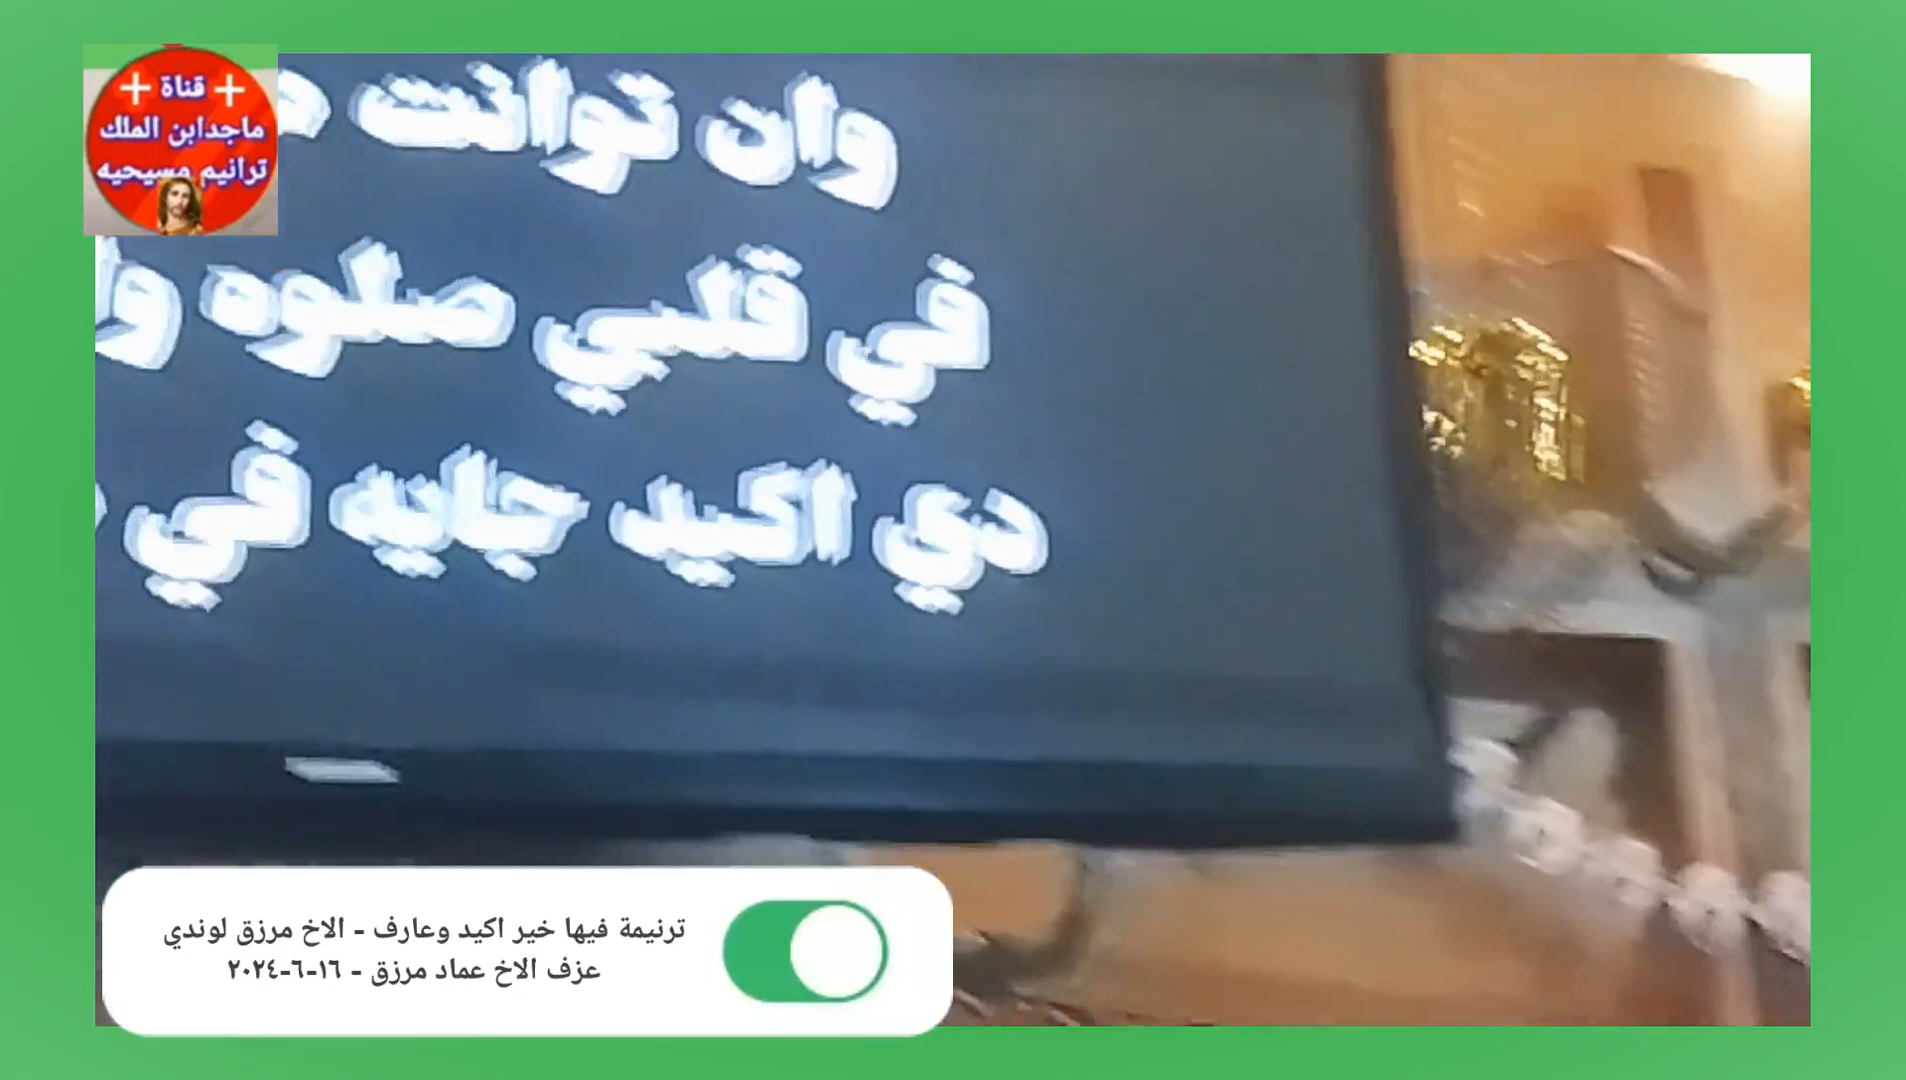 + قناة +
ماجدابن الملك
ترانيم مسيحيه
وان توانت
في قلبي صلوه
دي اكيد جايه في
ترنيمة فيها خير اكيد وعارف - الاخ مرزق لوندي
عزف الاخ عماد مرزق - ١٦-٦-٢٠٢٤